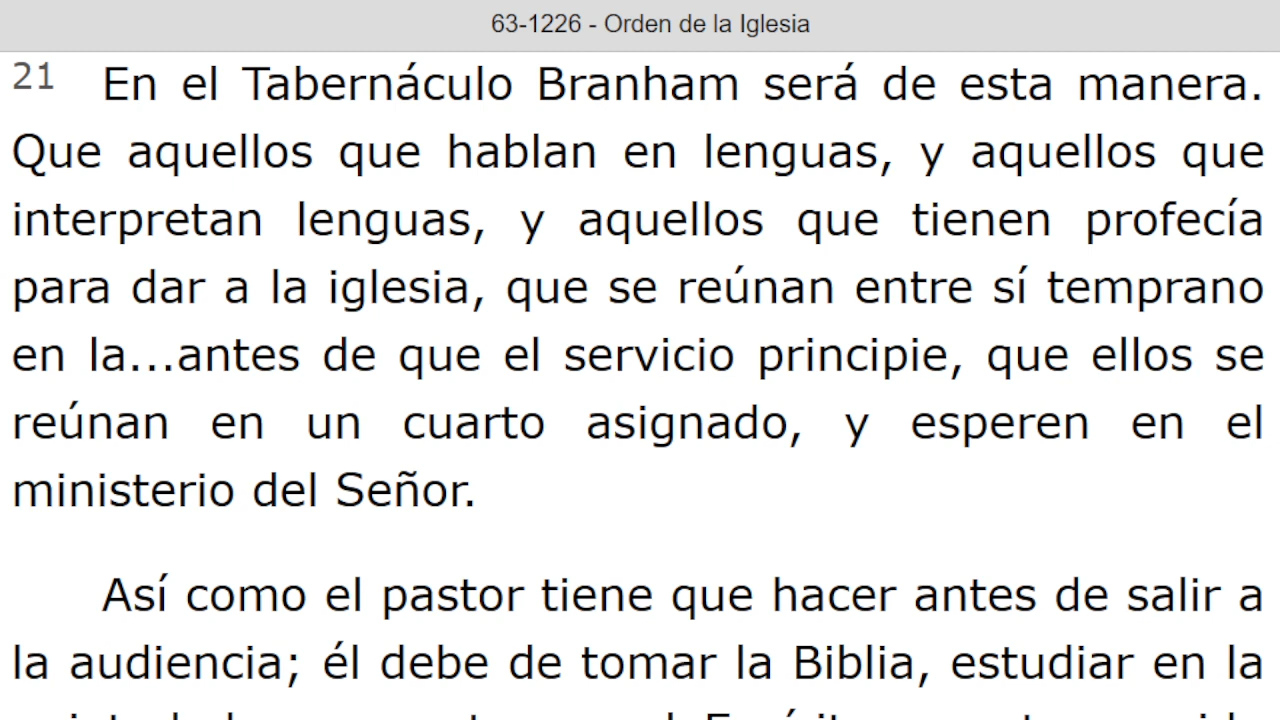 63-1226 - Orden de la Iglesia
21 En el Tabernáculo Branham será de esta manera.
Que aquellos que hablan en lenguas, y aquellos que
interpretan lenguas, y aquellos que tienen profecía
para dar a la iglesia, que se reúnan entre sí temprano
en la...antes de que el servicio principie, que ellos se
reúnan en un cuarto asignado, y esperen en el
ministerio del Señor.
Así como el pastor tiene que hacer antes de salir a
la audiencia; él debe de tomar la Biblia, estudiar en la